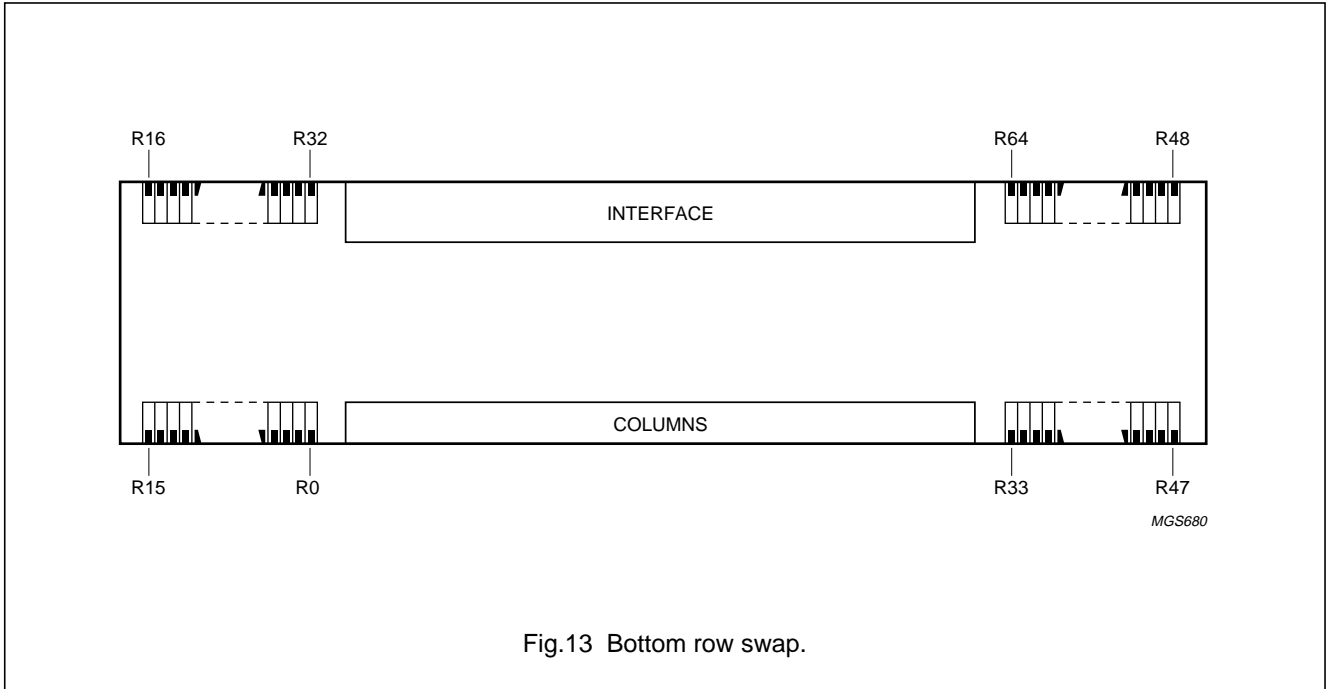 R16 R32 R64 R48
INTERFACE
COLUMNS
R15 R0 R33 R47
MGS680
Fig.13 Bottom row swap.